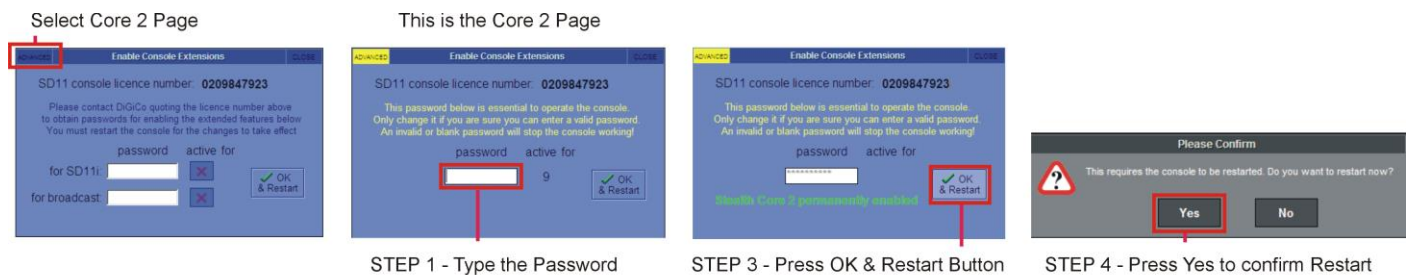 Select Core 2 Page
This is the Core 2 Page
ADVANCED
Enable Console Extensions
CLOSE
SD11 console licence number: 0209847923
Please contact DiGiCo quoting the licence number above
to obtain passwords for enabling the extended features below
You must restart the console for the changes to take effect
password active for
for SD11i:
for broadcast:
OK
& Restart
ADVANCED
Enable Console Extensions
CLOSE
SD11 console licence number: 0209847923
This password below is essential to operate the console.
Only change it if you are sure you can enter a valid password.
An invalid or blank password will stop the console working!
password active for
9
OK
& Restart
ADVANCED
Enable Console Extensions
CLOSE
SD11 console licence number: 0209847923
This password below is essential to operate the console.
Only change it if you are sure you can enter a valid password.
An invalid or blank password will stop the console working!
password active for
**********
OK
& Restart
Stealth Core 2 permanently enabled
Please Confirm
?
This requires the console to be restarted. Do you want to restart now?
Yes
No
STEP 1 - Type the Password
STEP 3 - Press OK & Restart Button
STEP 4 - Press Yes to confirm Restart